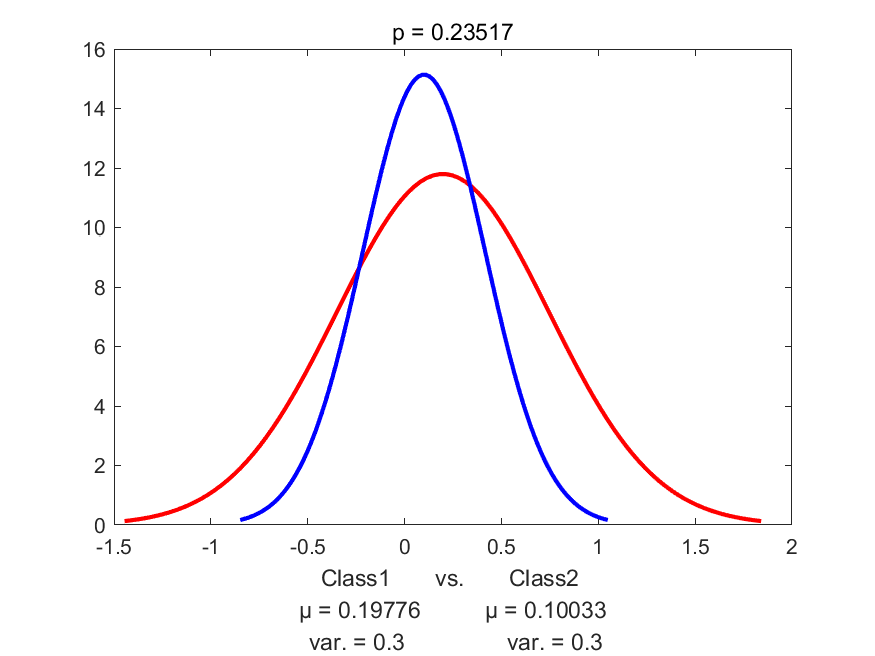 p = 0.23517
16
14
12
10
8
6
4
2
0
-1.5 -1 -0.5 0 0.5 1 1.5 2
Class1 vs. Class2
μ = 0.19776 μ = 0.10033
var. = 0.3 var. = 0.3